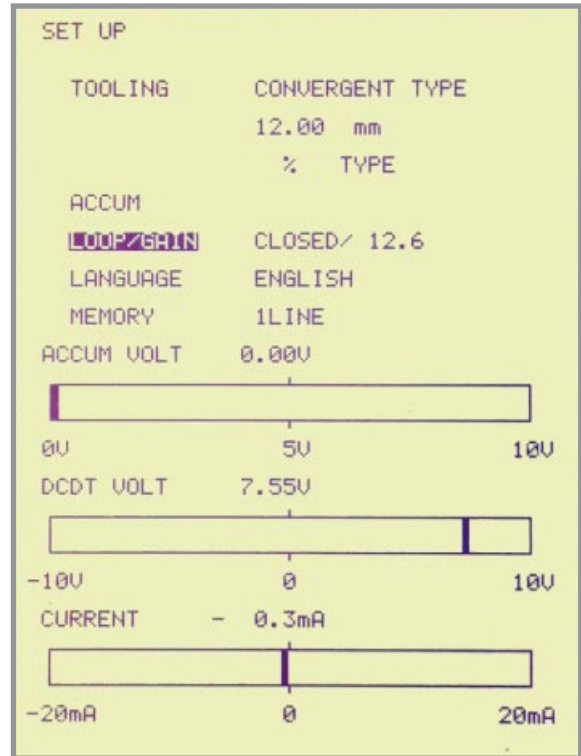 SET UP
TOOLING CONVERGENT TYPE
12.00 mm
% TYPE
ACCUM
LOOP/GAIN CLOSED/ 12.6
LANGUAGE ENGLISH
MEMORY 1LINE
ACCUM VOLT 0.00V
0V 5V 10V
DCDT VOLT 7.55V
-10V 0 10V
CURRENT - 0.3mA
-20mA 0 20mA